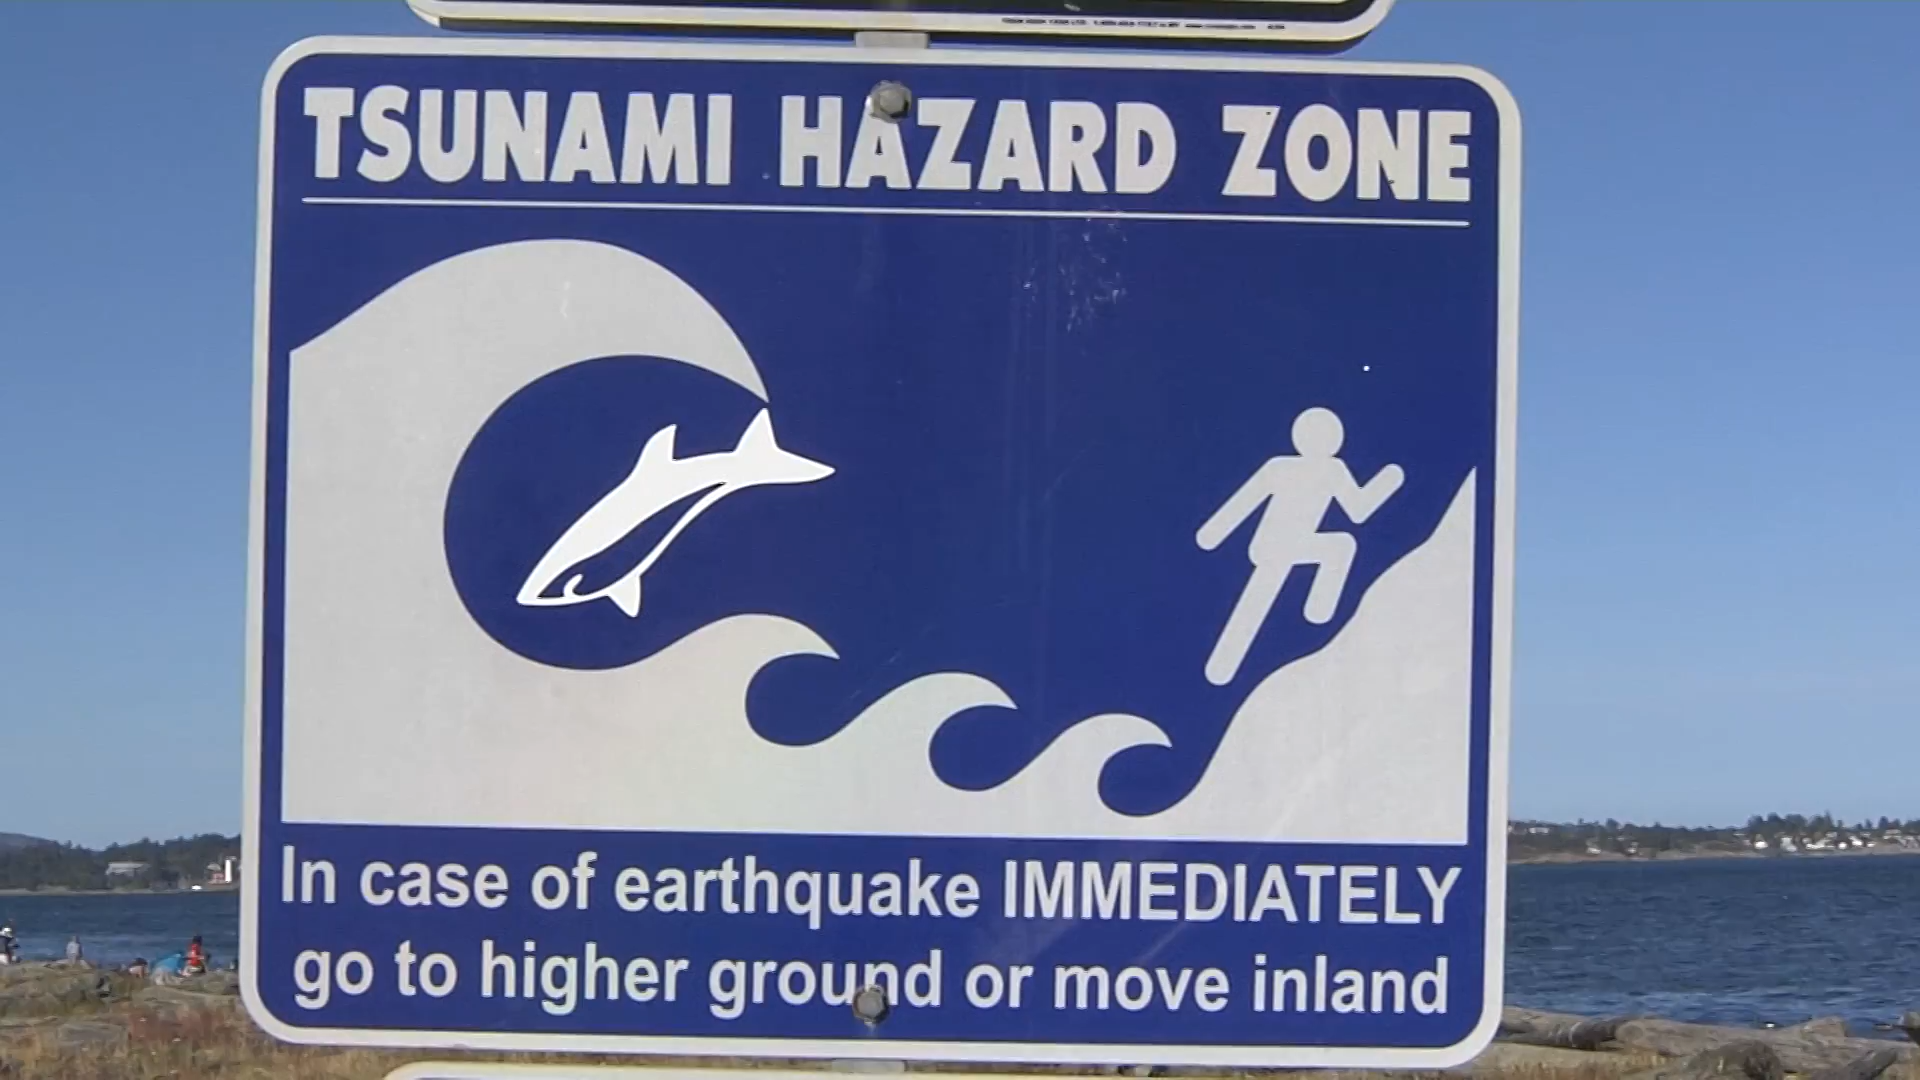 TSUNAMI HAZARD ZONE
In case of earthquake IMMEDIATELY
go to higher ground or move inland